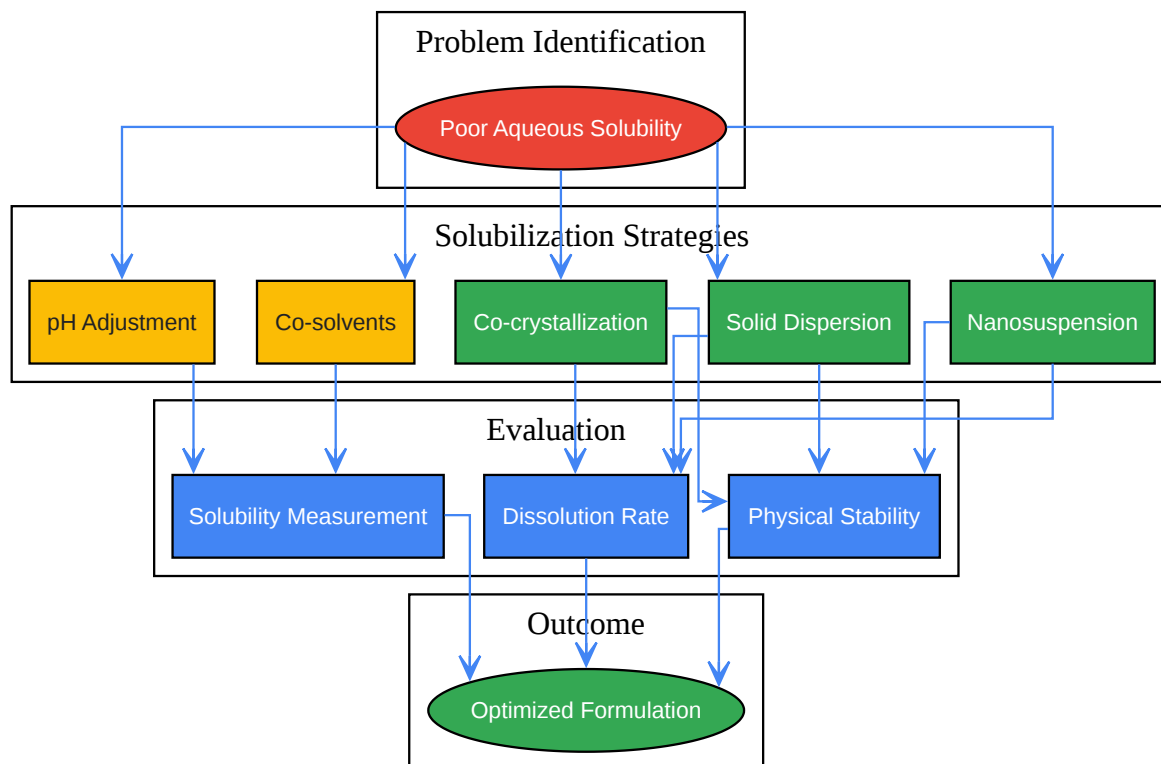 Problem Identification
Poor Aqueous Solubility
Solubilization Strategies
pH Adjustment
Co-solvents
Co-crystallization
Solid Dispersion
Nanosuspension
Evaluation
Solubility Measurement
Dissolution Rate
Physical Stability
Outcome
Optimized Formulation